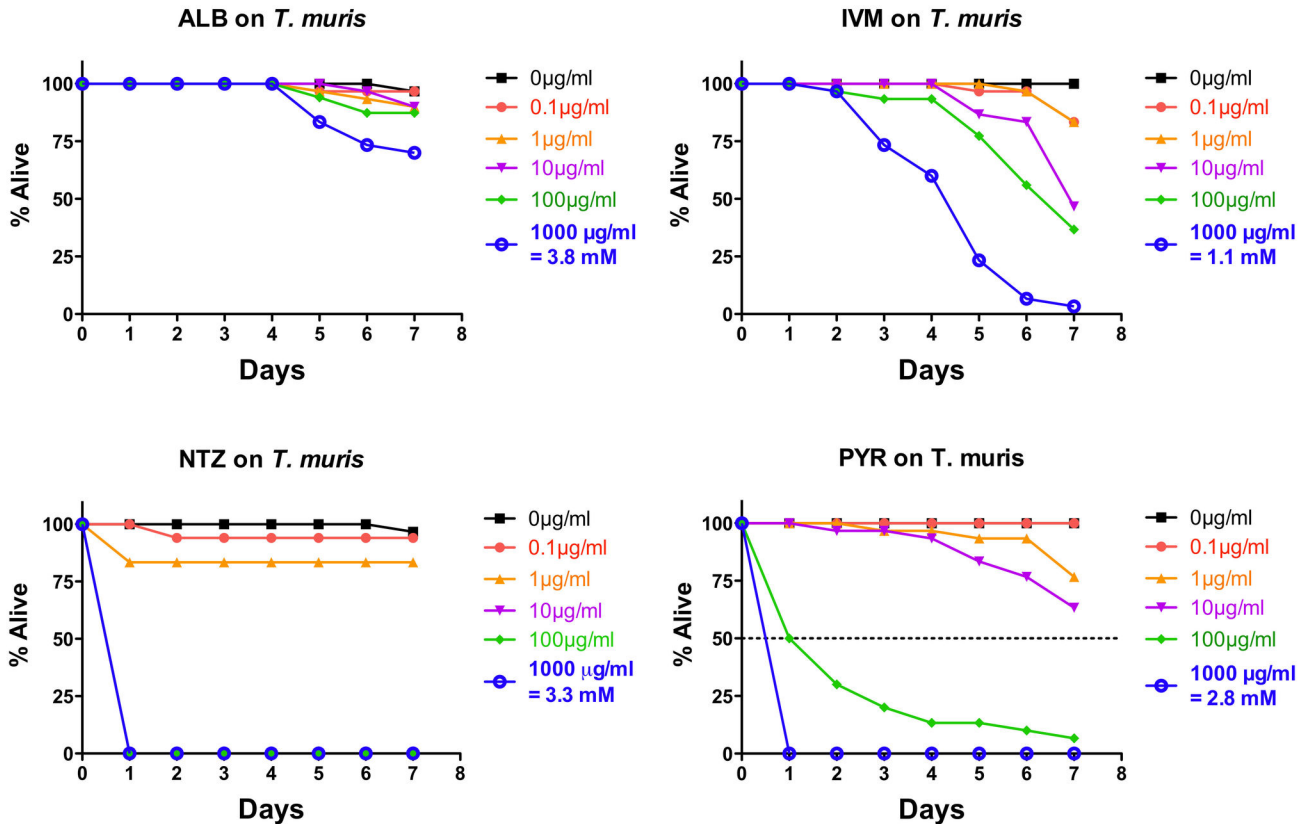 ALB on T. muris
% Alive
100
75
50
25
0
0 1 2 3 4 5 6 7 8
Days
0µg/ml
0.1µg/ml
1µg/ml
10µg/ml
100µg/ml
1000 µg/ml
= 3.8 mM
IVM on T. muris
% Alive
100
75
50
25
0
0 1 2 3 4 5 6 7 8
Days
0µg/ml
0.1µg/ml
1µg/ml
10µg/ml
100µg/ml
1000 µg/ml
= 1.1 mM
NTZ on T. muris
% Alive
100
75
50
25
0
0 1 2 3 4 5 6 7 8
Days
0µg/ml
0.1µg/ml
1µg/ml
10µg/ml
100µg/ml
1000 µg/ml
= 3.3 mM
PYR on T. muris
% Alive
100
75
50
25
0
0 1 2 3 4 5 6 7 8
Days
0µg/ml
0.1µg/ml
1µg/ml
10µg/ml
100µg/ml
1000 µg/ml
= 2.8 mM